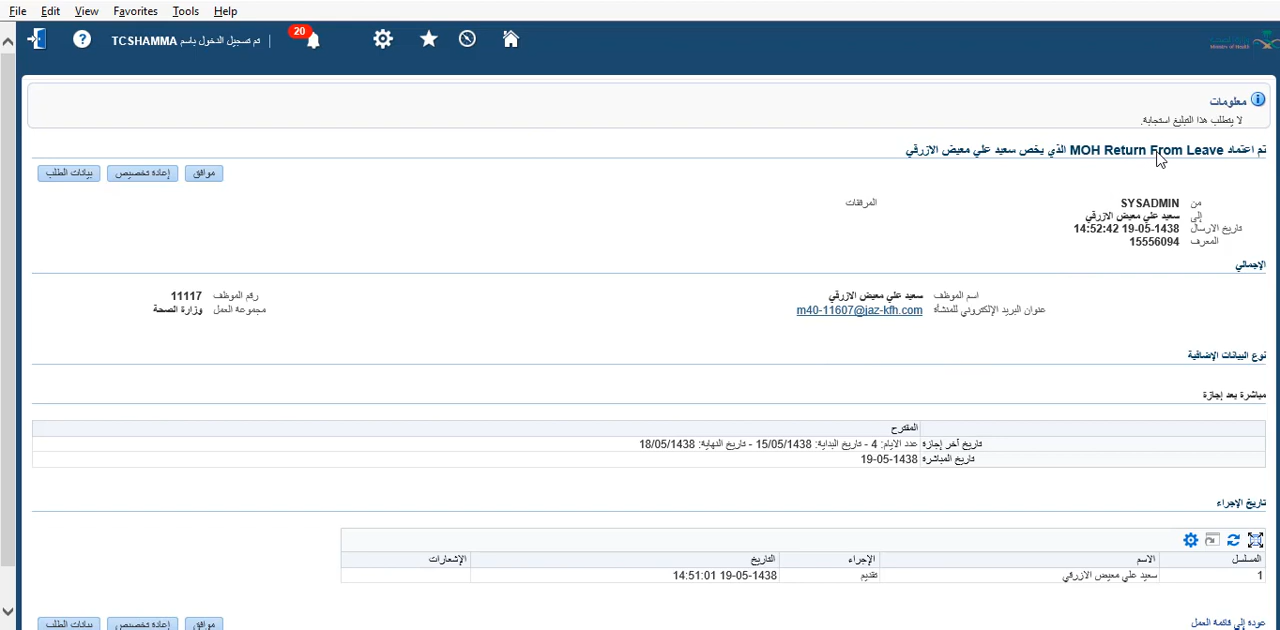 File Edit View Favorites Tools Help
تم تسجيل الدخول باسم TCSHAMMA
20
Ministry of Health
معلومات
لا يتطلب هذا التبليغ استجابة.
تم اعتماد MOH Return From Leave الذي يخص سعيد علي معيض الازرقي
موافق إعادة تخصيص بيانات الطلب
من SYSADMIN المرفقات
إلى سعيد علي معيض الازرقي
تاريخ الارسال 19-05-1438 14:52:42
المعرف 15556094
الإجمالي
اسم الموظف سعيد علي معيض الازرقي رقم الموظف 11117
عنوان البريد الإلكتروني للمنشأة m40-11607@jaz-kfh.com مجموعة العمل وزارة الصحة
نوع البيانات الإضافية
مباشرة بعد إجازة
المقترح
تاريخ آخر إجازة عدد الايام: 4 - تاريخ البداية: 15/05/1438 - تاريخ النهاية: 18/05/1438
تاريخ المباشرة 19-05-1438
تاريخ الإجراء
المسلسل الاسم الإجراء التاريخ الإشعارات
1 سعيد علي معيض الازرقي تقديم 19-05-1438 14:51:01
عوده إلى قائمة العمل موافق إعادة تخصيص بيانات الطلب